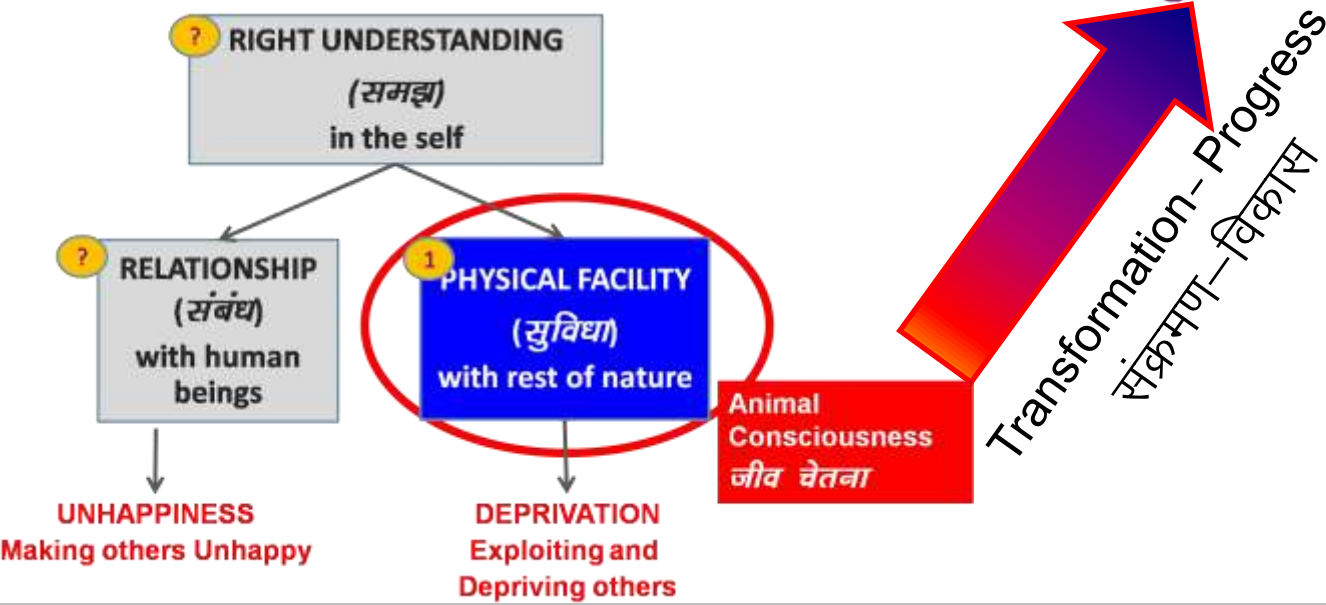 ?
RIGHT UNDERSTANDING
(समझ)
in the self
?
RELATIONSHIP
(संबंध)
with human
beings
1
PHYSICAL FACILITY
(सुविधा)
with rest of nature
UNHAPPINESS
Making others Unhappy
DEPRIVATION
Exploiting and
Depriving others
Animal
Consciousness
जीव चेतना
Transformation- Progress
संक्रमण-विकास